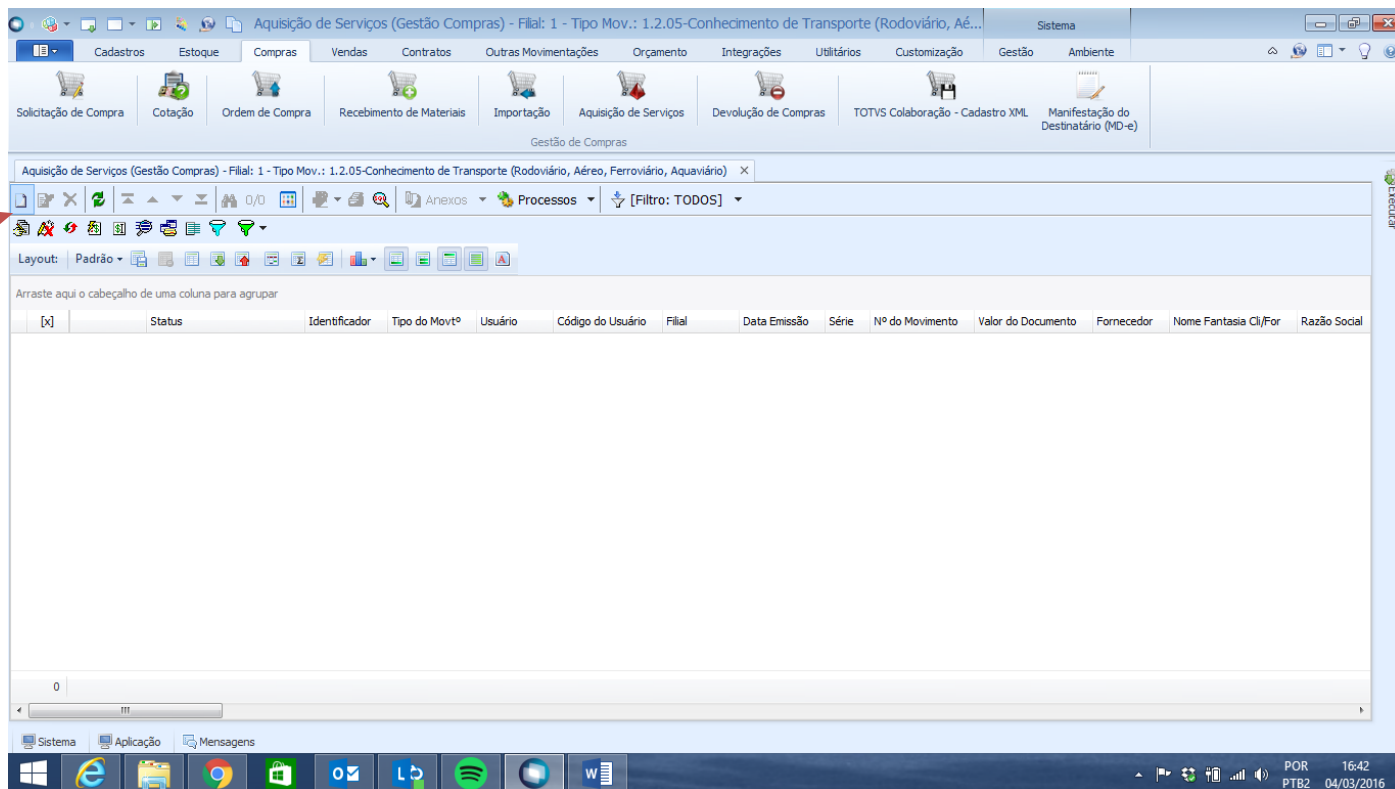 Aquisição de Serviços (Gestão Compras) - Filial: 1 - Tipo Mov.: 1.2.05-Conhecimento de Transporte (Rodoviário, Aé...
Sistema
Cadastros Estoque Compras Vendas Contratos Outras Movimentações Orçamento Integrações Utilitários Customização Gestão Ambiente
Solicitação de Compra Cotação Ordem de Compra Recebimento de Materiais Importação Aquisição de Serviços Devolução de Compras TOTVS Colaboração - Cadastro XML Manifestação do
Destinatário (MD-e)
Gestão de Compras
Aquisição de Serviços (Gestão Compras) - Filial: 1 - Tipo Mov.: 1.2.05-Conhecimento de Transporte (Rodoviário, Aéreo, Ferroviário, Aquaviário)
Executar
0/0 Anexos Processos [Filtro: TODOS]
Layout: Padrão
Arraste aqui o cabeçalho de uma coluna para agrupar
[x] Status Identificador Tipo do Movtº Usuário Código do Usuário Filial Data Emissão Série Nº do Movimento Valor do Documento Fornecedor Nome Fantasia Cli/For Razão Social
0
Sistema Aplicação Mensagens
POR 16:42
PTB2 04/03/2016